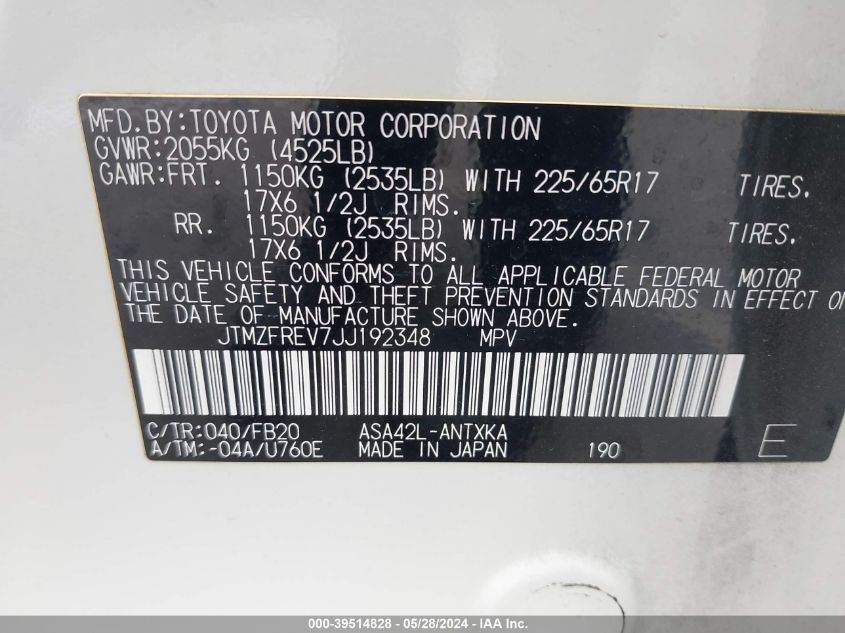 MFD.BY:TOYOTA MOTOR CORPORATION
GVWR:2055KG (4525LB)
GAWR:FRT. 1150KG (2535LB) WITH 225/65R17 TIRES.
17X6 1/2J RIMS.
RR. 1150KG (2535LB) WITH 225/65R17 TIRES.
17X6 1/2J RIMS.
THIS VEHICLE CONFORMS TO ALL APPLICABLE FEDERAL MOTOR
VEHICLE SAFETY AND THEFT PREVENTION STANDARDS IN EFFECT ON
THE DATE OF MANUFACTURE SHOWN ABOVE.
JTMZFREV7JJ192348 MPV
C/TR:040/FB20 ASA42L-ANTXKA
A/TM:-04A/U760E MADE IN JAPAN 190 E
000-39514828 - 05/28/2024 - IAA Inc.